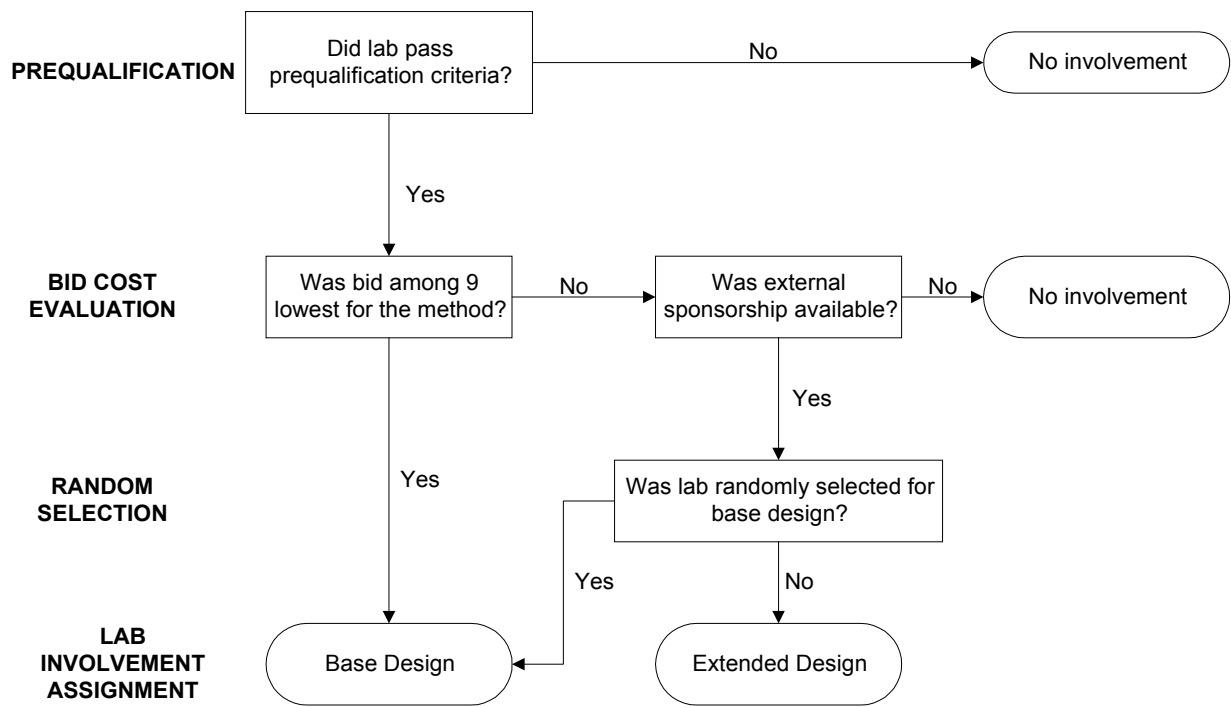 PREQUALIFICATION
Did lab pass
prequalification criteria?
No
No involvement
Yes
BID COST
EVALUATION
Was bid among 9
lowest for the method?
No
Was external
sponsorship available?
No
No involvement
Yes
Yes
RANDOM
SELECTION
Was lab randomly selected for
base design?
Yes
No
LAB
INVOLVEMENT
ASSIGNMENT
Base Design
Extended Design